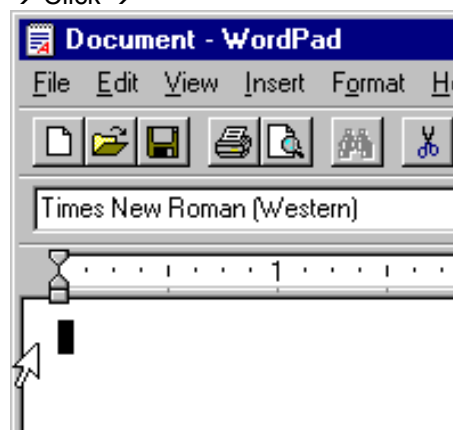 → Click →
Document - WordPad
File Edit View Insert Format
Times New Roman (Western)
1